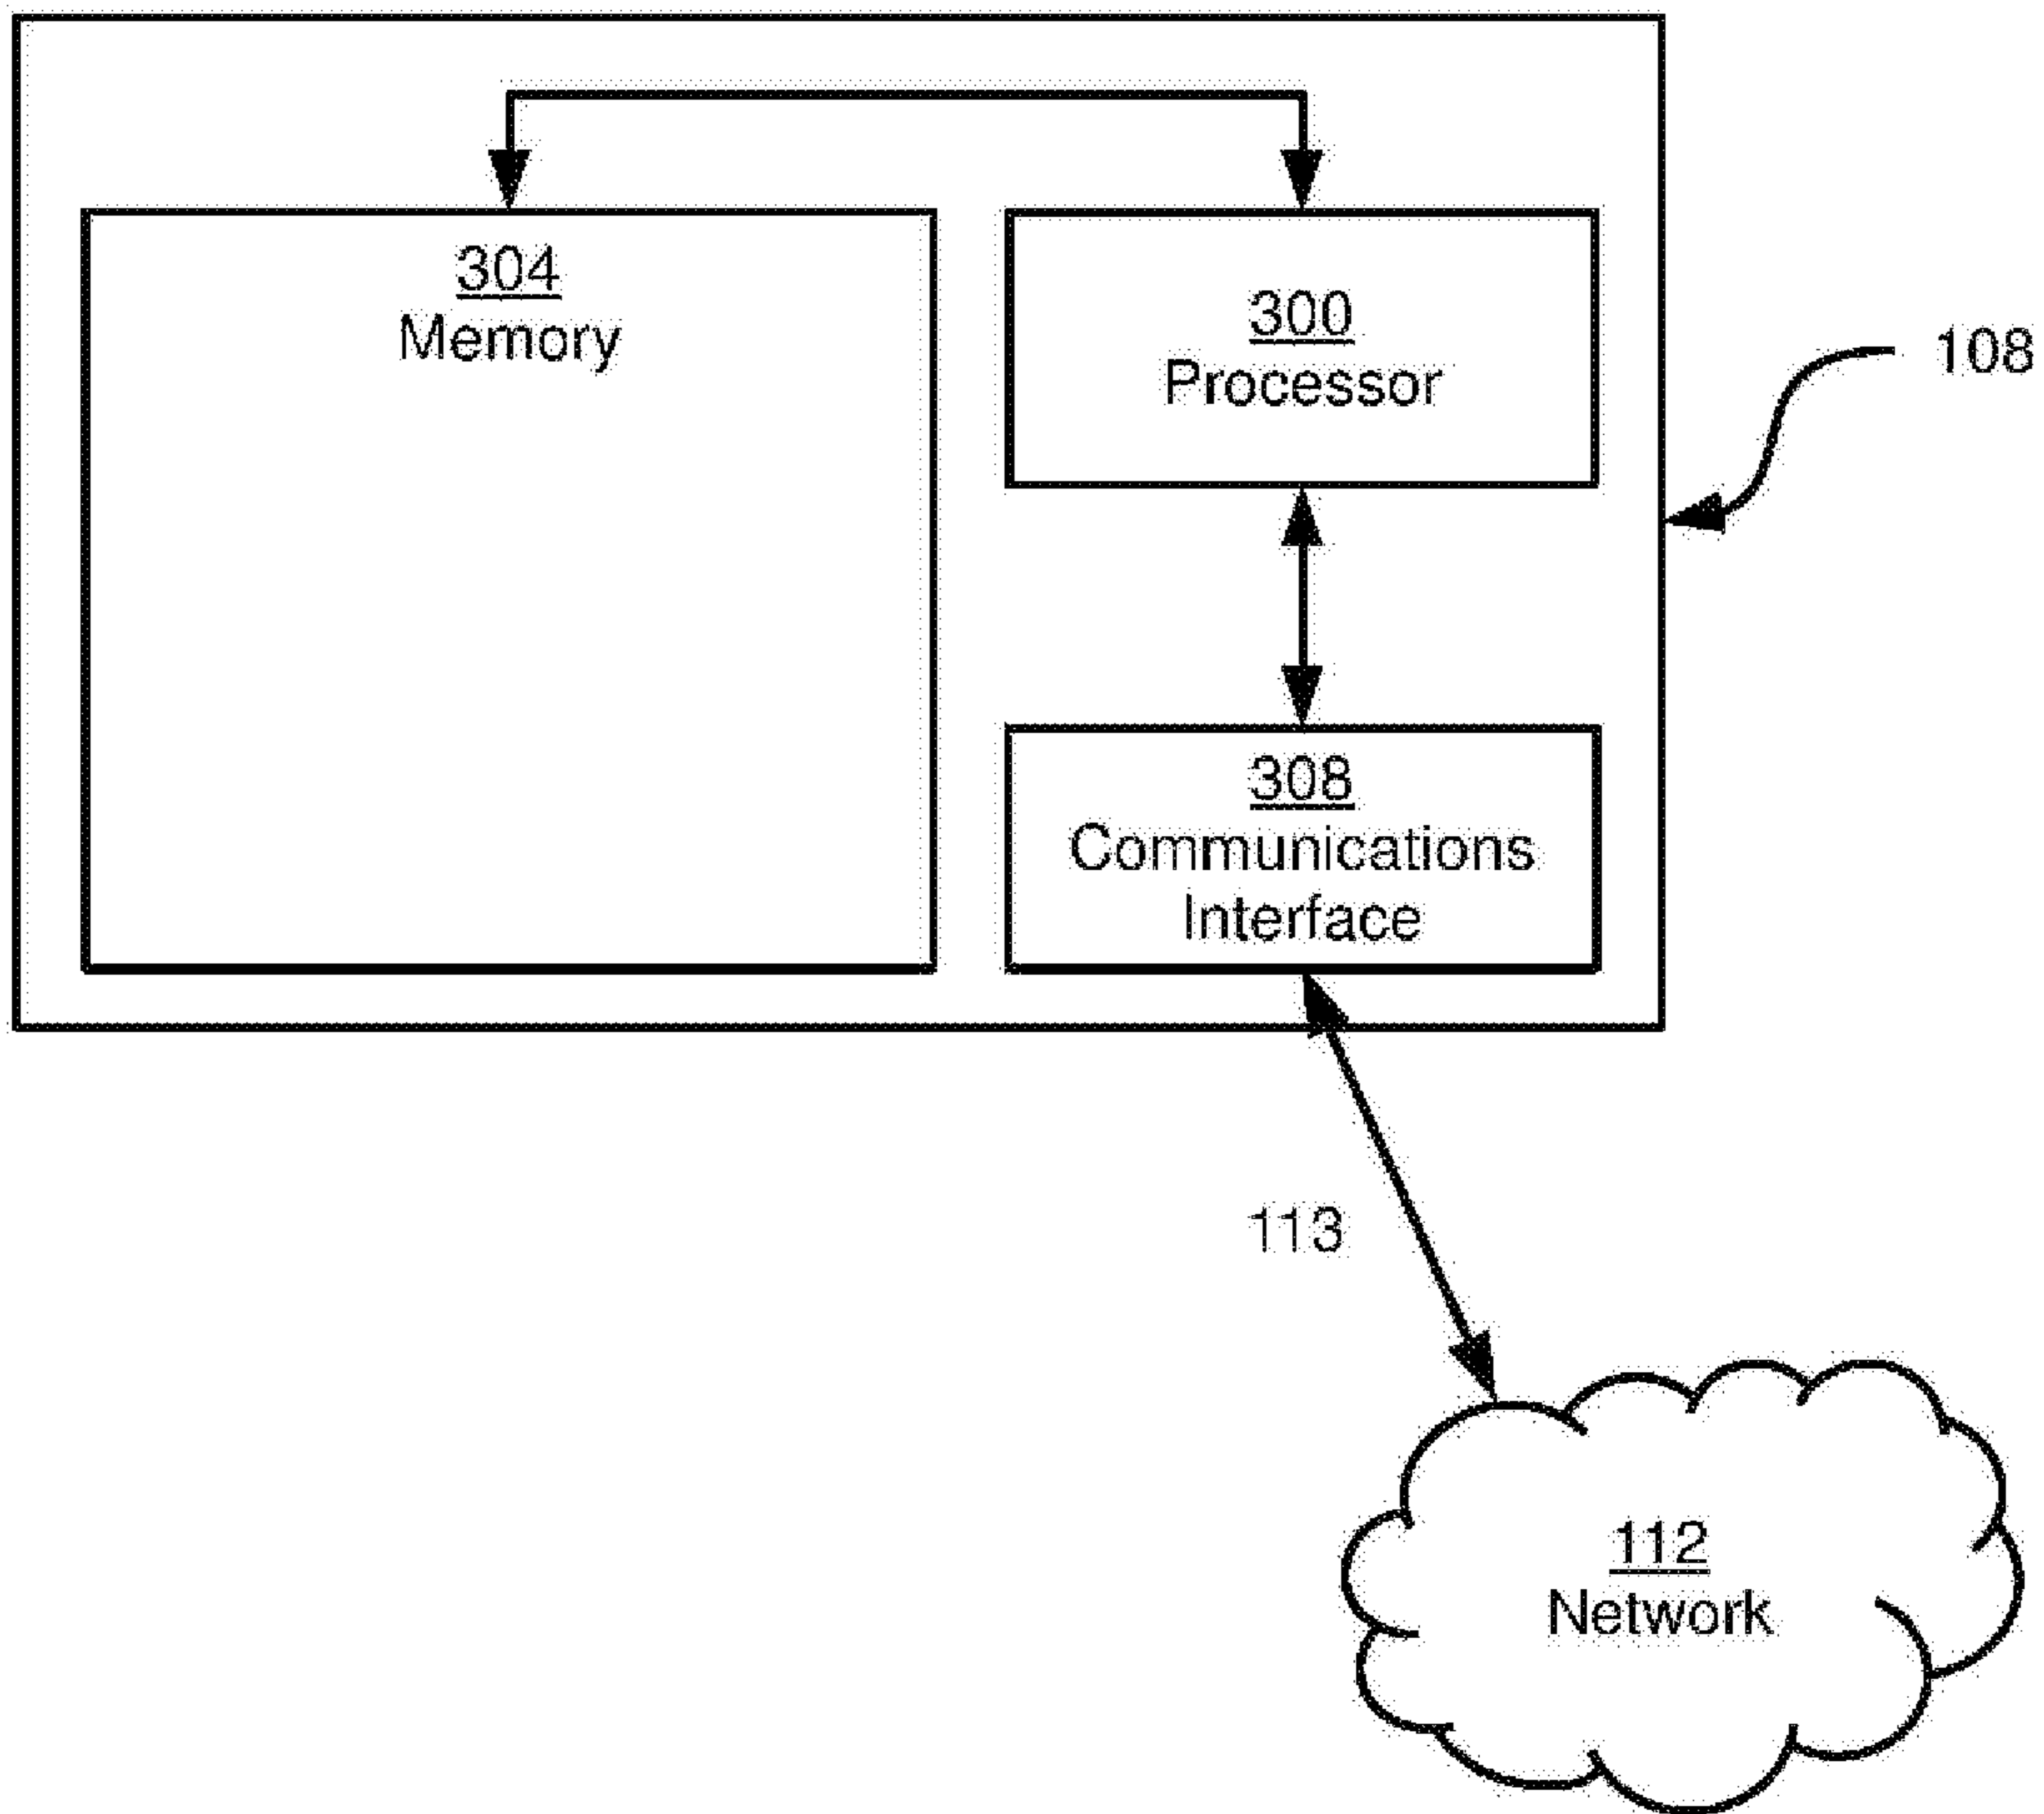 304
Memory
300
Processor
108
308
Communications
Interface
113
112
Network